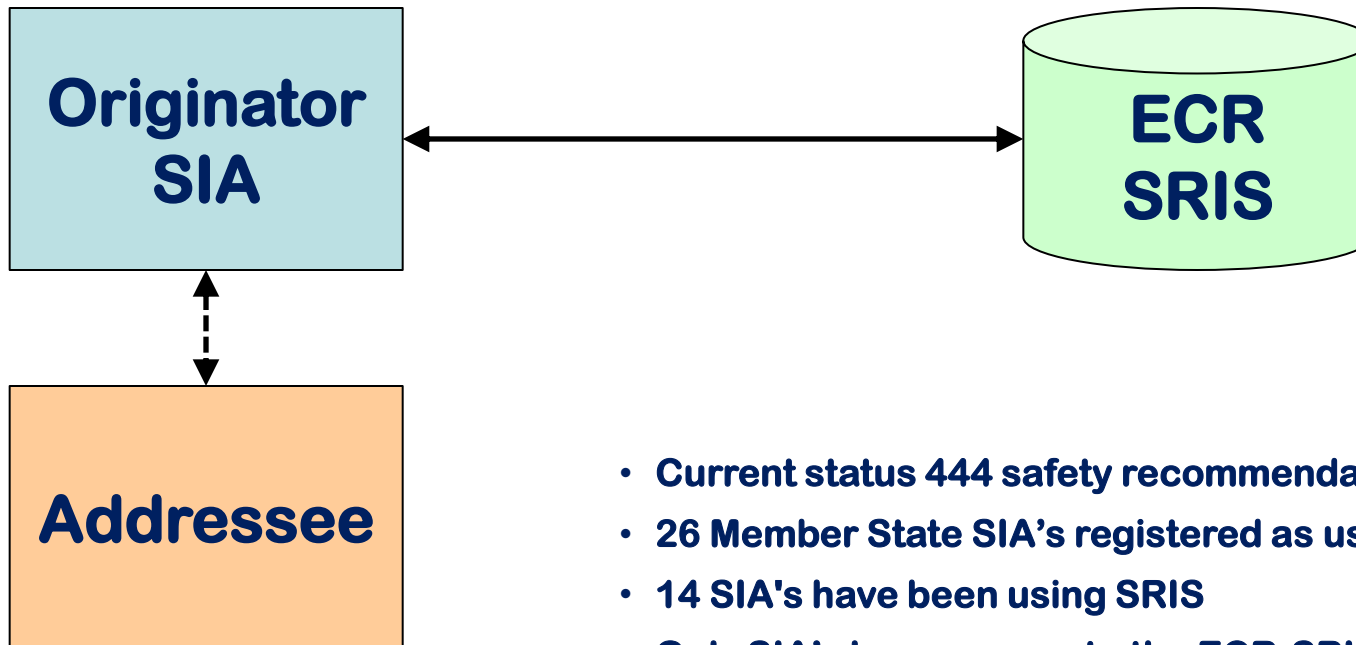 Originator
SIA
ECR
SRIS
Addressee
• Current status 444 safety
• 26 Member State SIA’s registered as
• 14 SIA's have been using SRIS